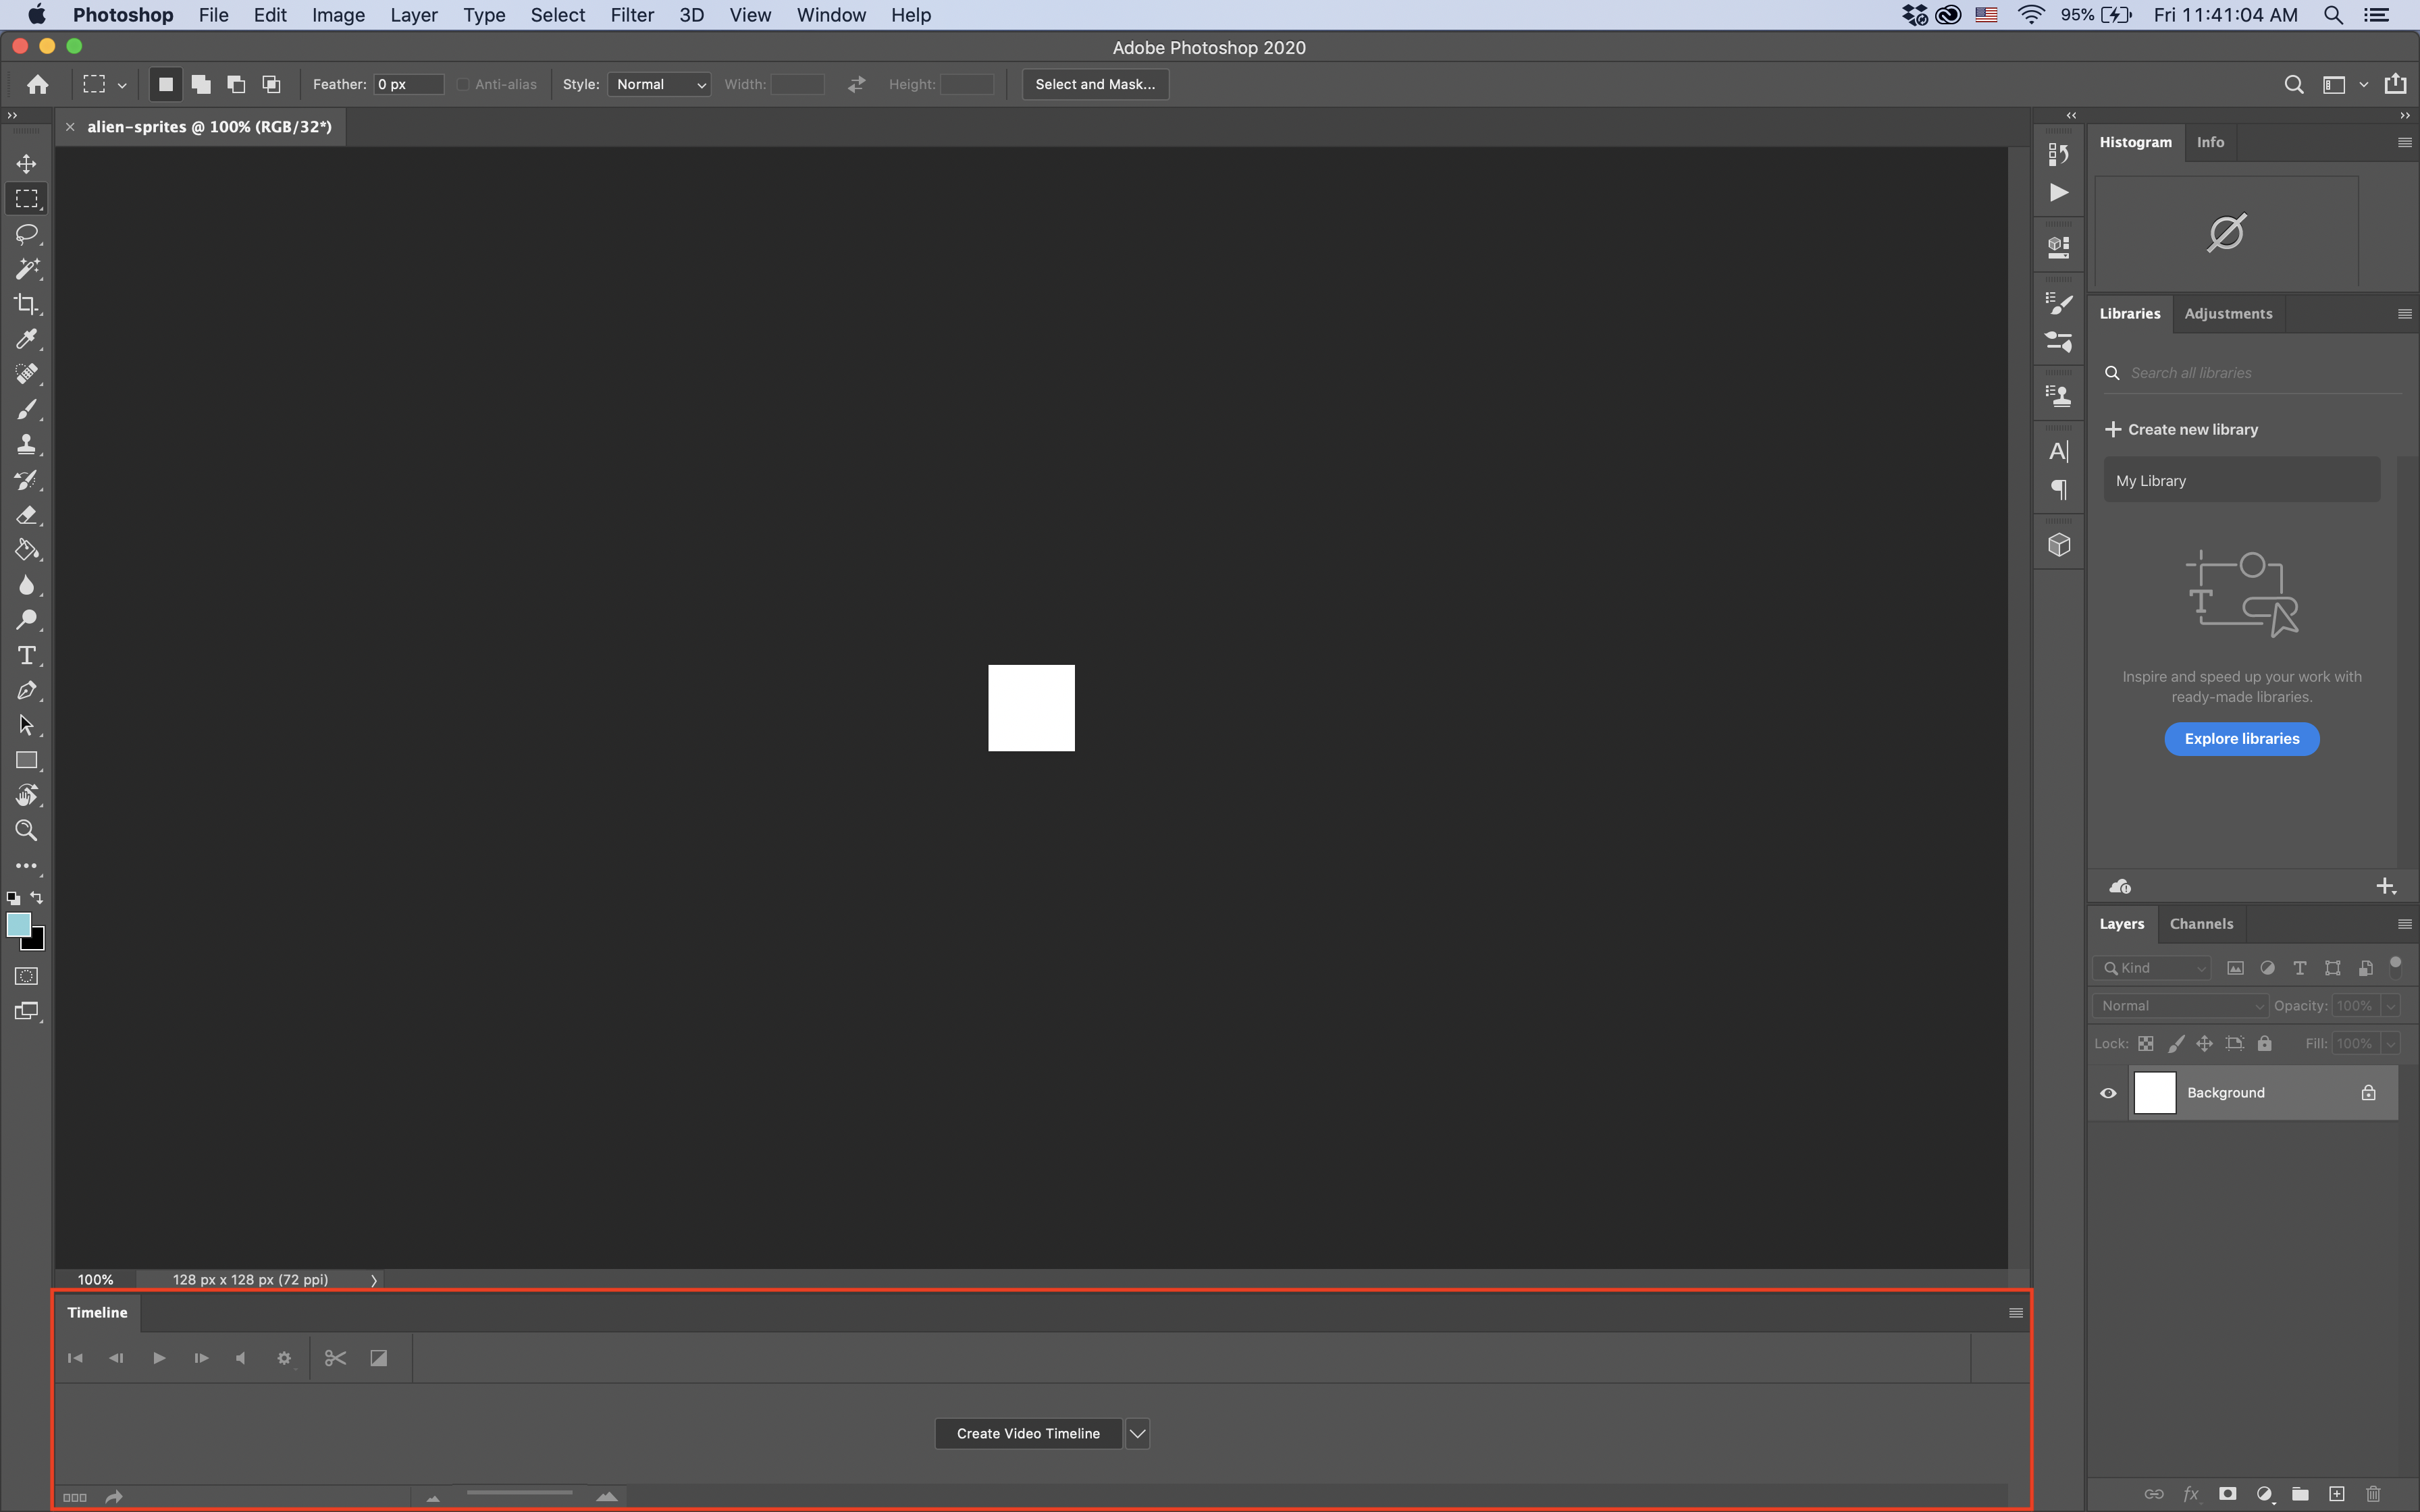 Photoshop File Edit Image Layer Type Select Filter 3D View Window Help 95% Fri 11:41:04 AM
Adobe Photoshop 2020
Feather: 0 px Anti-alias Style: Normal Width: Height: Select and Mask...
alien-sprites @ 100% (RGB/32*)
Histogram Info
Libraries Adjustments
Search all libraries
Create new library
My Library
Inspire and speed up your work with
ready-made libraries.
Explore libraries
Layers Channels
Kind
Normal Opacity: 100%
Lock: Fill: 100%
Background
100% 128 px x 128 px (72 ppi)
Timeline
Create Video Timeline
fx